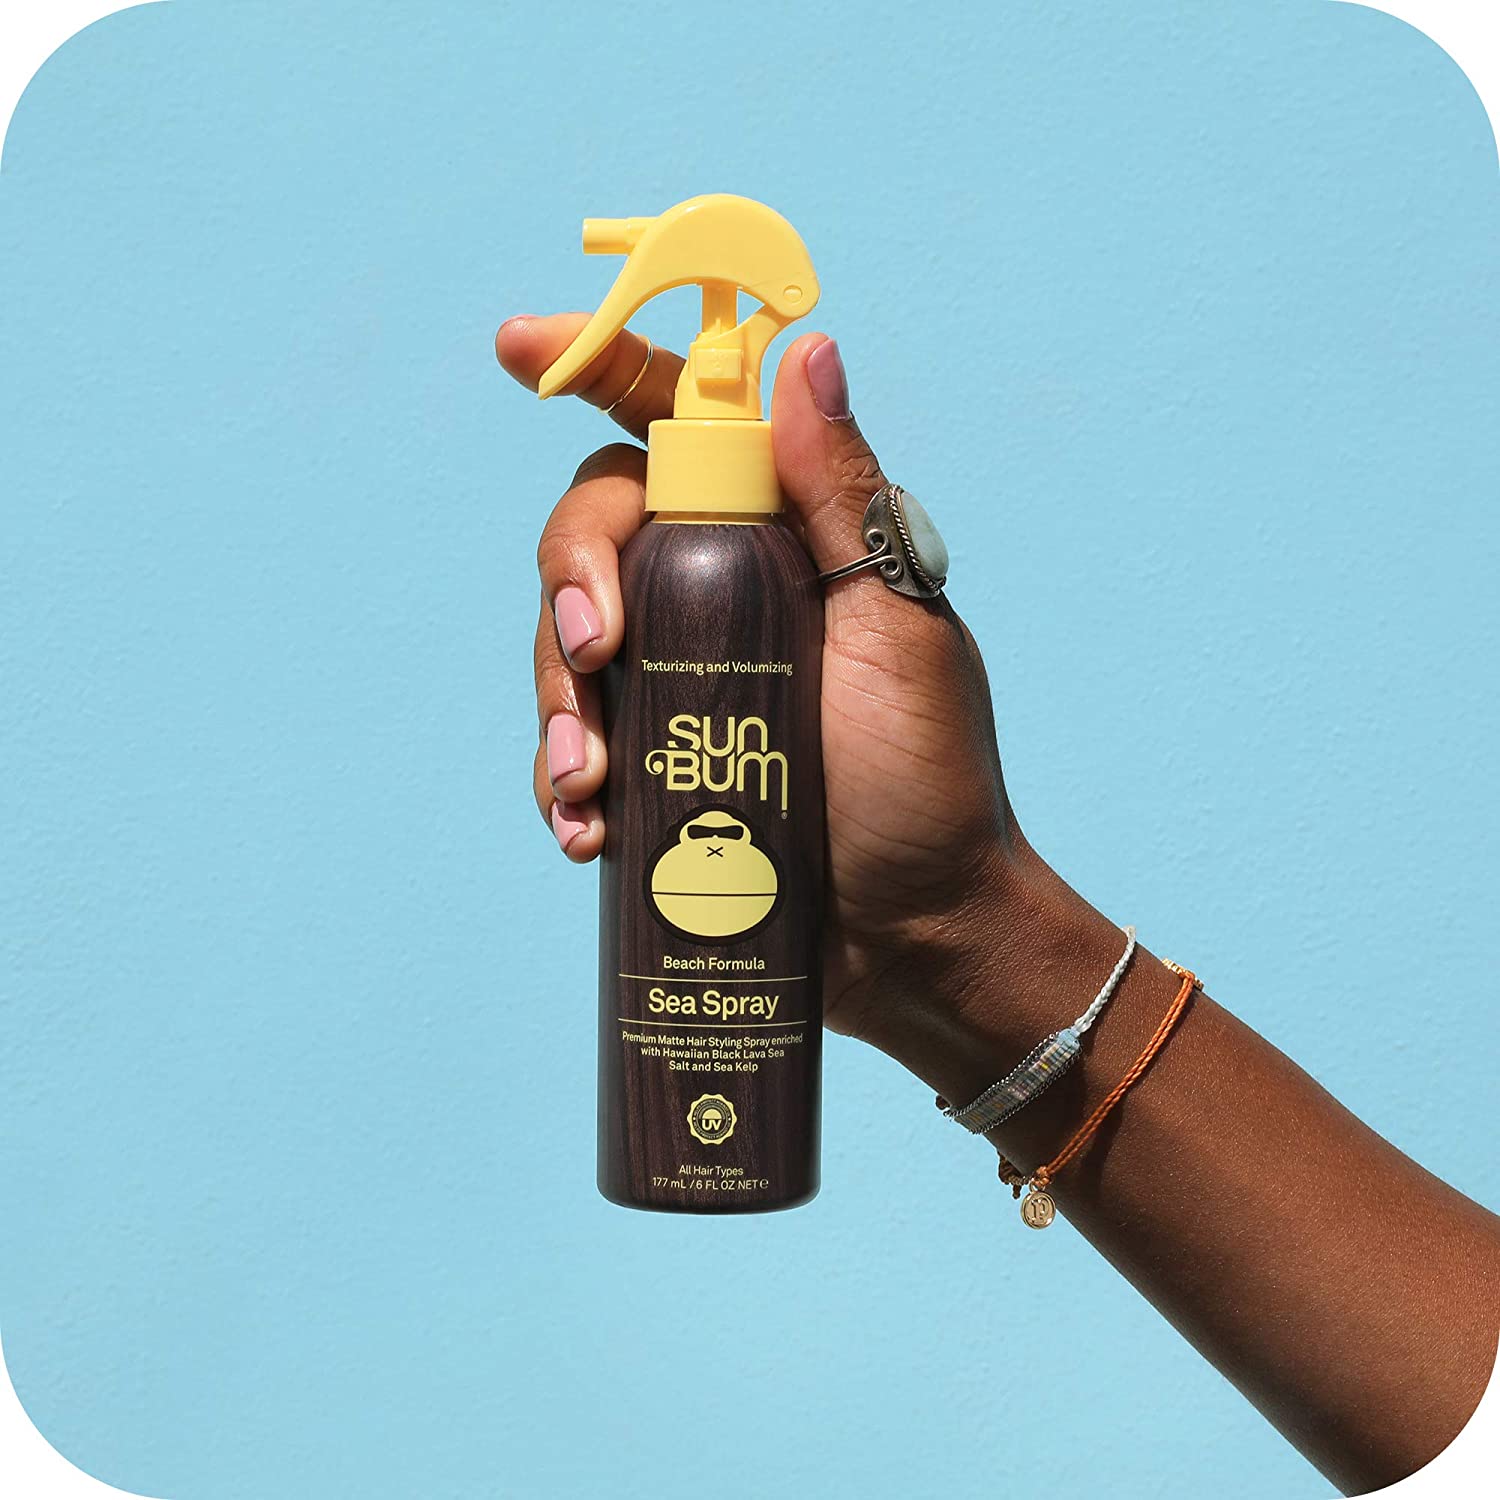 Texturizing and Volumizing
SUN
BUM®
Beach Formula
Sea Spray
Premium Matte Hair Styling Spray enriched
with Hawaiian Black Lava Sea
Salt and Sea Kelp
UV
All Hair Types
177 mL / 6 FL OZ NET e